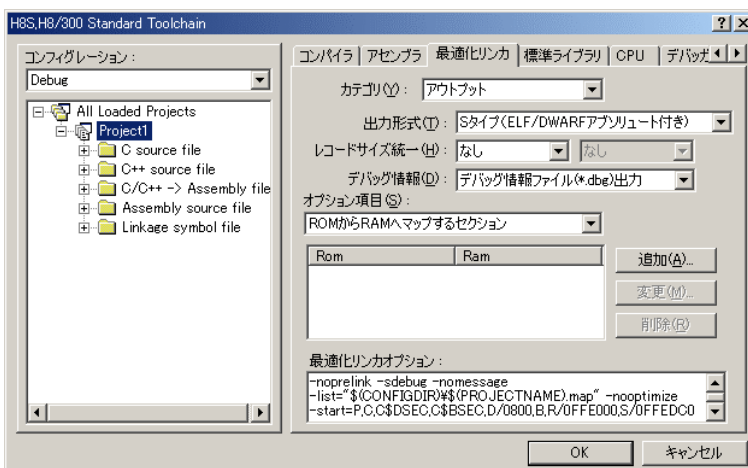 H8S,H8/300 Standard Toolchain
コンフィグレーション :
Debug
All Loaded Projects
Project1
C source file
C++ source file
C/C++ -> Assembly file
Assembly source file
Linkage symbol file
コンパイラ アセンブラ 最適化リンカ 標準ライブラリ CPU デバッガ
カテゴリ(Y) : アウトプット
出力形式(T) : Sタイプ(ELF/DWARFアブソリュート付き)
レコードサイズ統一(H) : なし なし
デバッグ情報(D) : デバッグ情報ファイル(*.dbg)出力
オプション項目(S) :
ROMからRAMへマップするセクション
Rom Ram
追加(A)...
変更(M)...
削除(R)
最適化リンカオプション :
-noprelink -sdebug -nomessage
-list="$(CONFIGDIR)¥$(PROJECTNAME).map" -nooptimize
-start=P,C,C$DSEC,C$BSEC,D/0800,B,R/0FFE000,S/0FFEDC0
OK キャンセル